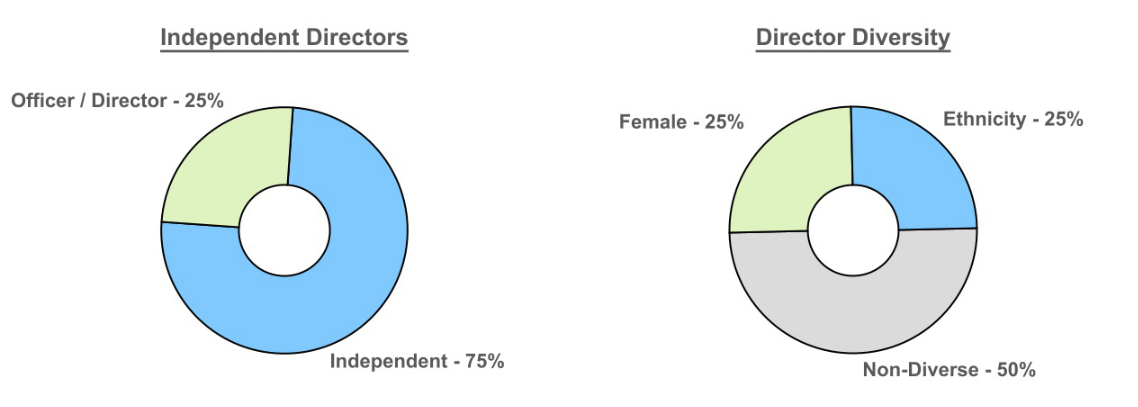 Independent Directors
Officer / Director - 25%
Independent - 75%
Director Diversity
Female - 25%
Ethnicity - 25%
Non-Diverse - 50%